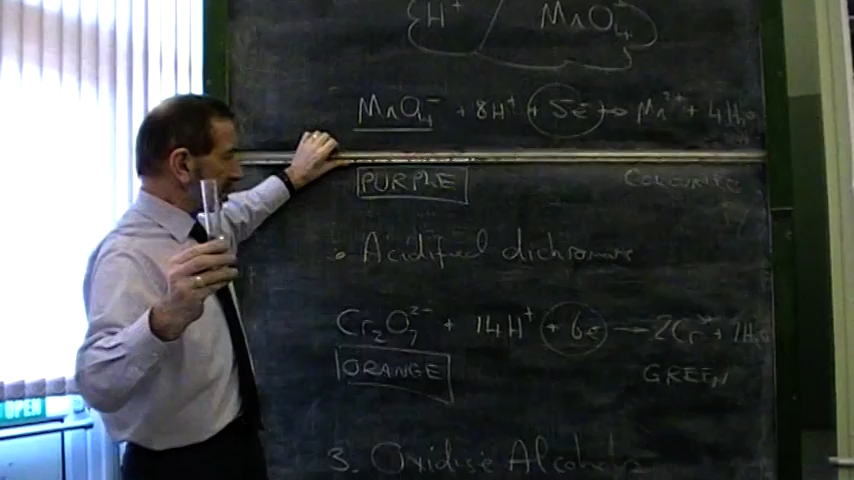 {H⁺ / MnO₄⁻}
MnO₄⁻ + 8H⁺ + 5e → Mn²⁺ + 4H₂O
PURPLE COLOURLESS
• Acidified dichromate
Cr₂O₇²⁻ + 14H⁺ + 6e → 2Cr³⁺ + 7H₂O
ORANGE GREEN
3. Oxidise Alcohols
OPEN